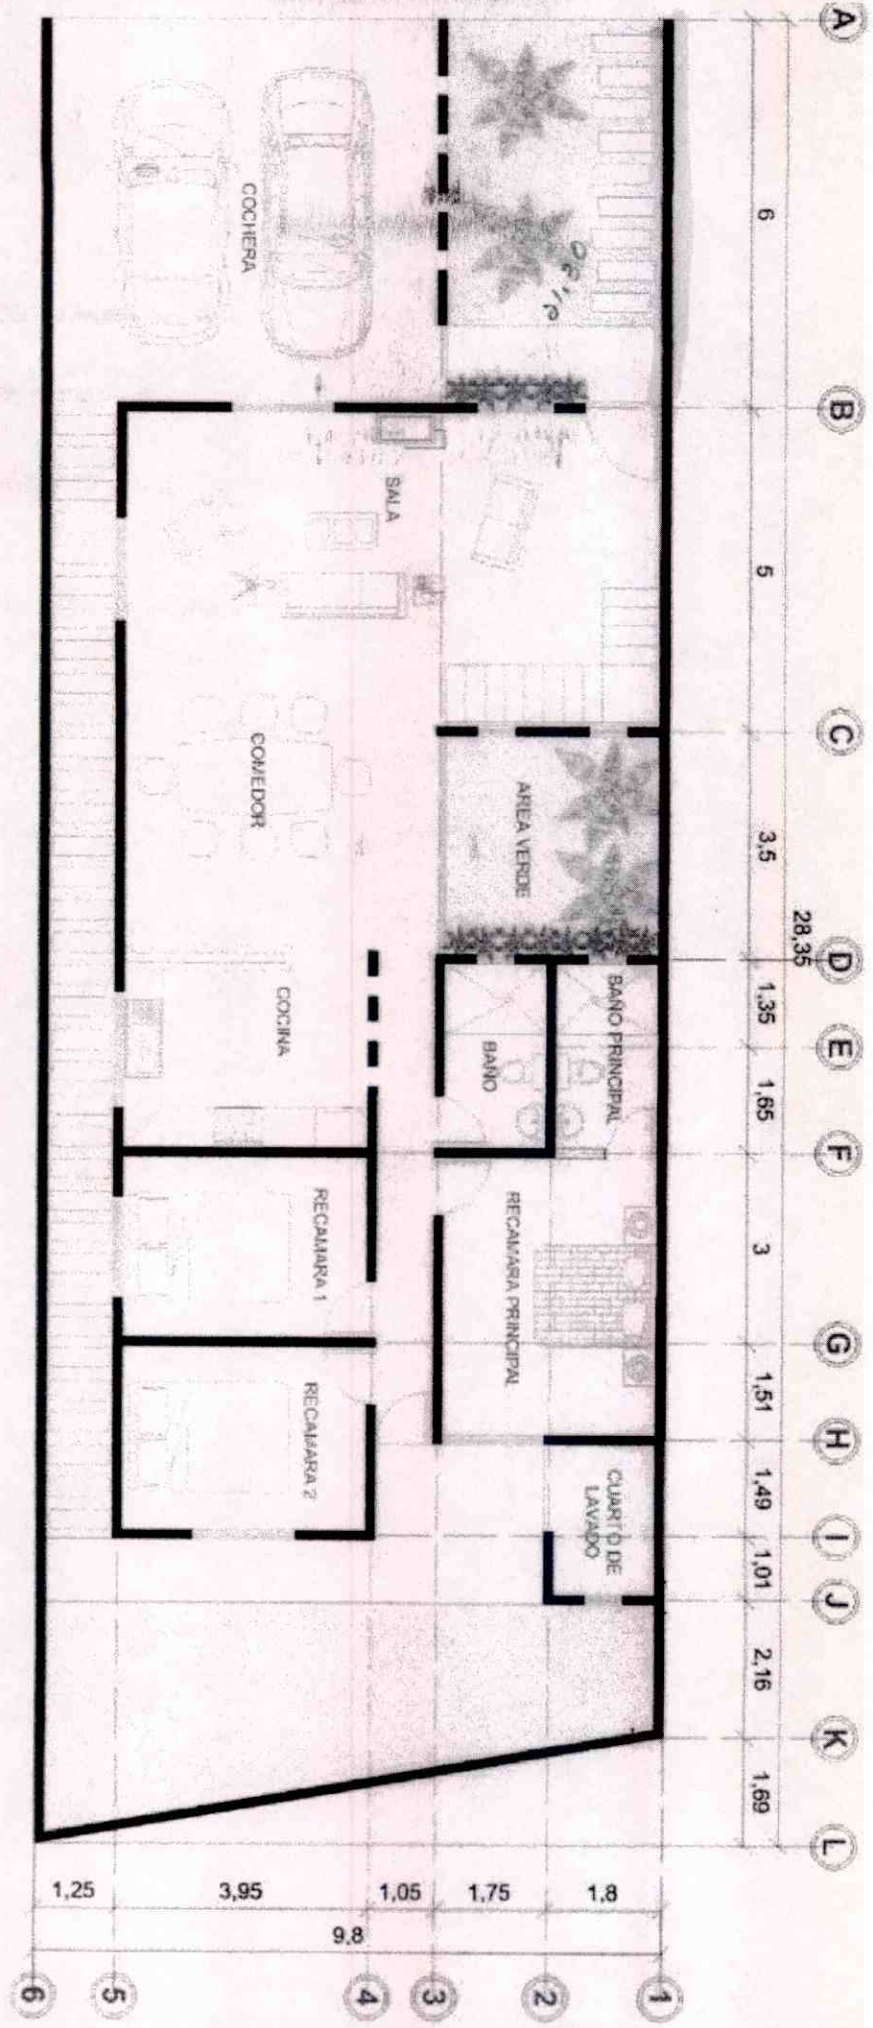 A
B
C
D
E
F
G
H
I
J
K
L
6
5
3,5
1,35
1,65
3
1,51
1,49
1,01
2,16
1,69
28,35
21,80
COCHERA
SALA
COMEDOR
AREA VERDE
COCINA
BAÑO
BAÑO PRINCIPAL
RECAMARA 1
RECAMARA PRINCIPAL
RECAMARA 2
CUARTO DE
LAVADO
1,25
3,95
1,05
1,75
1,8
9,8
6
5
4
3
2
1